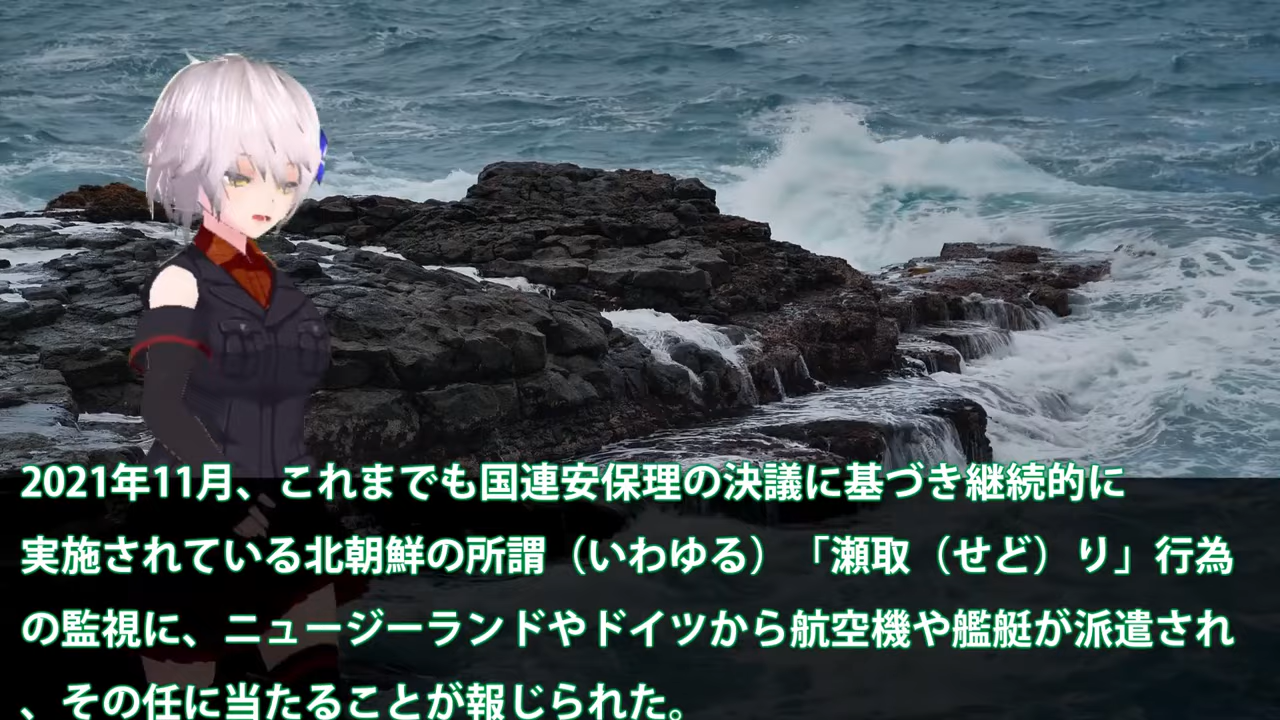 2021年11月、これまでも国連安保理の決議に基づき継続的に
実施されている北朝鮮の所謂（いわゆる）「瀬取（せど）り」行為
の監視に、ニュージーランドやドイツから航空機や艦艇が派遣され
、その任に当たることが報じられた。